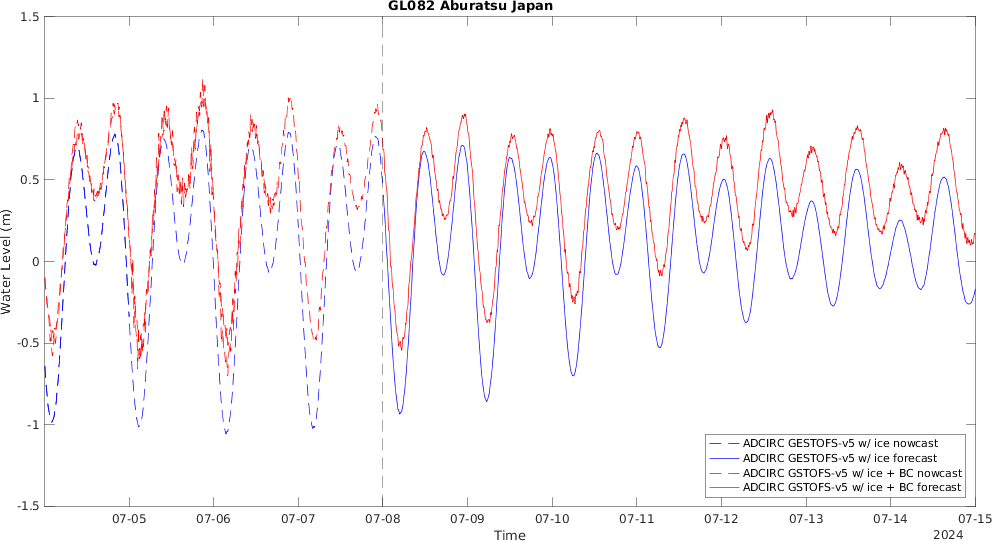 GL082 Aburatsu Japan
1.5
1
0.5
0
-0.5
-1
-1.5
Water Level (m)
ADCIRC GESTOFS-v5 w/ ice nowcast
ADCIRC GESTOFS-v5 w/ ice forecast
ADCIRC GSTOFS-v5 w/ ice + BC nowcast
ADCIRC GSTOFS-v5 w/ ice + BC forecast
07-05 07-06 07-07 07-08 07-09 07-10 07-11 07-12 07-13 07-14 07-15
Time
2024